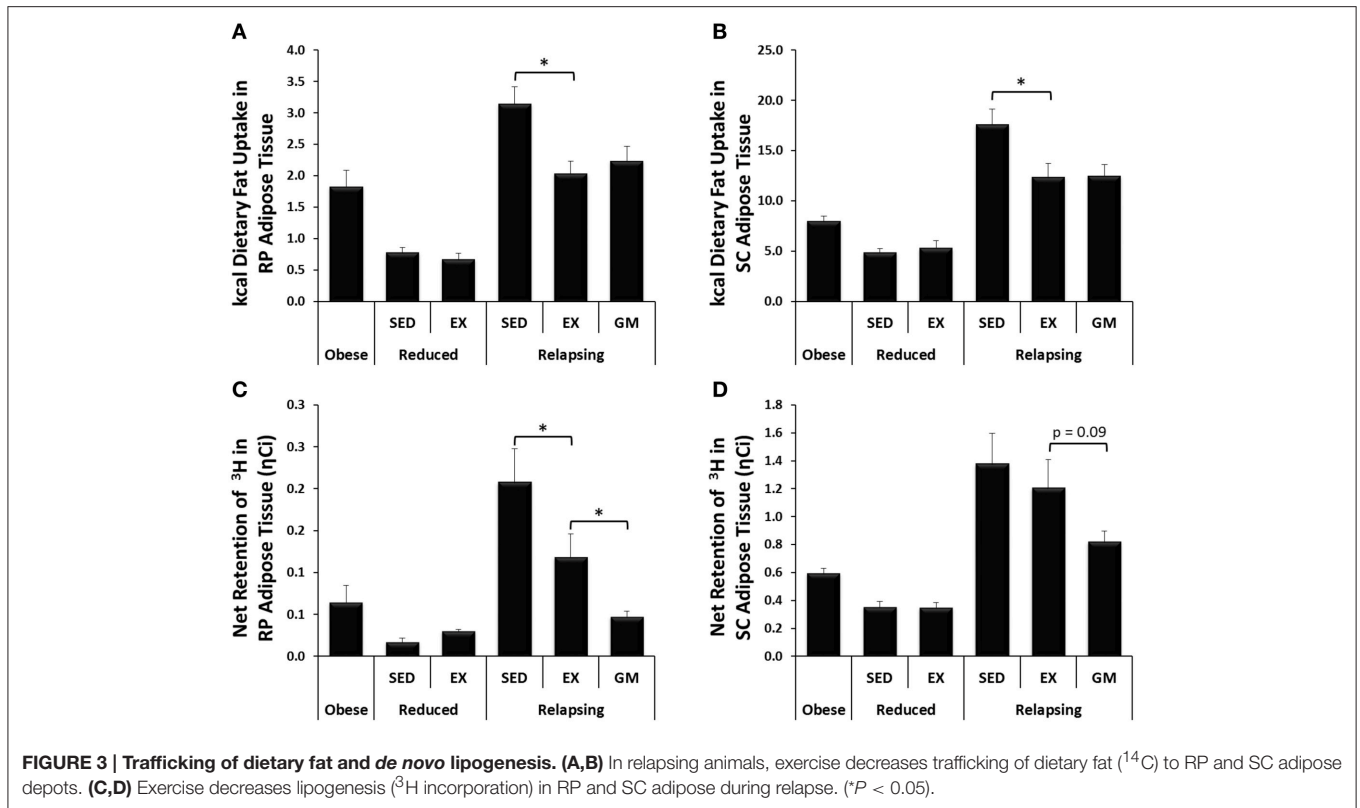 A
kcal Dietary Fat Uptake in
RP Adipose Tissue
4.0
3.5
3.0
2.5
2.0
1.5
1.0
0.5
0.0
*
SED EX SED EX GM
Obese Reduced Relapsing
B
kcal Dietary Fat Uptake in
SC Adipose Tissue
25.0
20.0
15.0
10.0
5.0
0.0
*
SED EX SED EX GM
Obese Reduced Relapsing
C
Net Retention of ³H in
RP Adipose Tissue (ηCi)
0.3
0.3
0.2
0.2
0.1
0.1
0.0
*
*
SED EX SED EX GM
Obese Reduced Relapsing
D
Net Retention of ³H in
SC Adipose Tissue (ηCi)
1.8
1.6
1.4
1.2
1.0
0.8
0.6
0.4
0.2
0.0
p = 0.09
SED EX SED EX GM
Obese Reduced Relapsing
FIGURE 3 | Trafficking of dietary fat and de novo lipogenesis. (A,B) In relapsing animals, exercise decreases trafficking of dietary fat (¹⁴C) to RP and SC adipose
depots. (C,D) Exercise decreases lipogenesis (³H incorporation) in RP and SC adipose during relapse. (*P < 0.05).